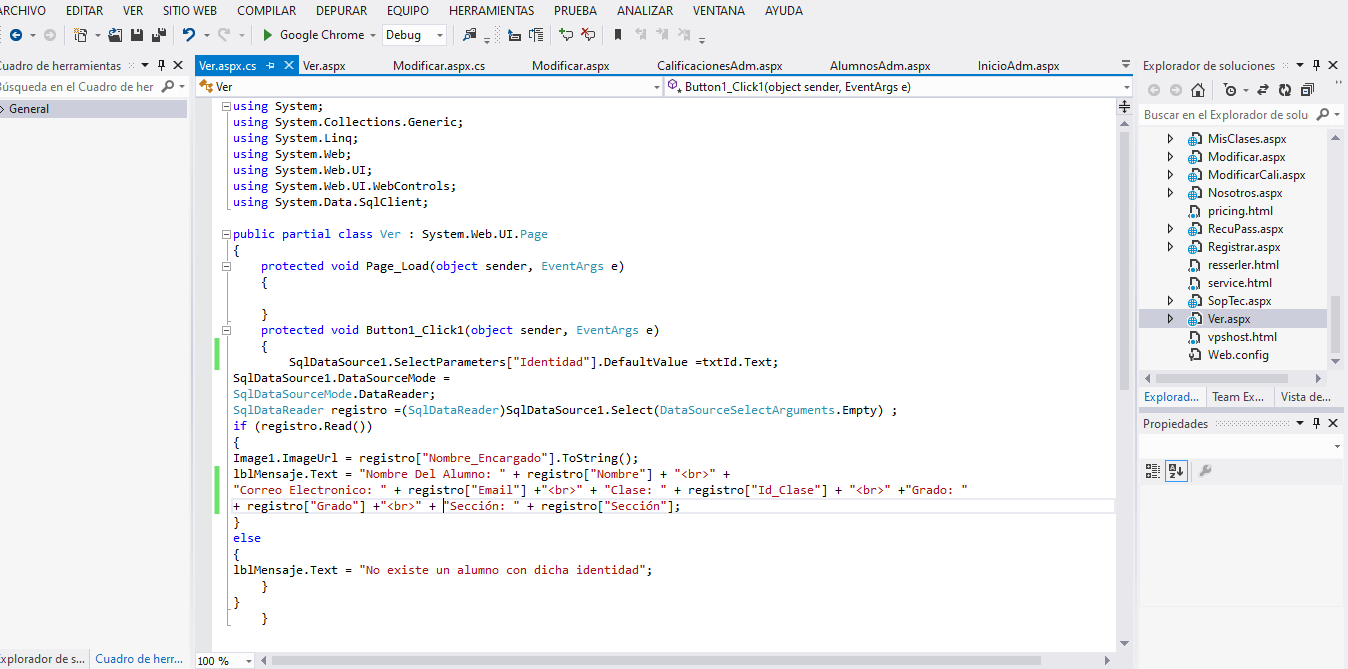 ARCHIVO EDITAR VER SITIO WEB COMPILAR DEPURAR EQUIPO HERRAMIENTAS PRUEBA ANALIZAR VENTANA AYUDA
Google Chrome Debug
Cuadro de herramientas
Búsqueda en el Cuadro de her
General
Ver.aspx.cs Ver.aspx Modificar.aspx.cs Modificar.aspx CalificacionesAdm.aspx AlumnosAdm.aspx InicioAdm.aspx
Ver Button1_Click1(object sender, EventArgs e)
using System;
using System.Collections.Generic;
using System.Linq;
using System.Web;
using System.Web.UI;
using System.Web.UI.WebControls;
using System.Data.SqlClient;
public partial class Ver : System.Web.UI.Page
{
protected void Page_Load(object sender, EventArgs e)
{
}
protected void Button1_Click1(object sender, EventArgs e)
{
SqlDataSource1.SelectParameters["Identidad"].DefaultValue =txtId.Text;
SqlDataSource1.DataSourceMode =
SqlDataSourceMode.DataReader;
SqlDataReader registro =(SqlDataReader)SqlDataSource1.Select(DataSourceSelectArguments.Empty) ;
if (registro.Read())
{
Image1.ImageUrl = registro["Nombre_Encargado"].ToString();
lblMensaje.Text = "Nombre Del Alumno: " + registro["Nombre"] + "<br>" +
"Correo Electronico: " + registro["Email"] +"<br>" + "Clase: " + registro["Id_Clase"] + "<br>" +"Grado: "
+ registro["Grado"] +"<br>" + "Sección: " + registro["Sección"];
}
else
{
lblMensaje.Text = "No existe un alumno con dicha identidad";
}
}
}
100 %
Explorador de s... Cuadro de herr...
Explorador de soluciones
Buscar en el Explorador de solu
MisClases.aspx
Modificar.aspx
ModificarCali.aspx
Nosotros.aspx
pricing.html
RecuPass.aspx
Registrar.aspx
resserler.html
service.html
SopTec.aspx
Ver.aspx
vpshost.html
Web.config
Explorad... Team Ex... Vista de...
Propiedades